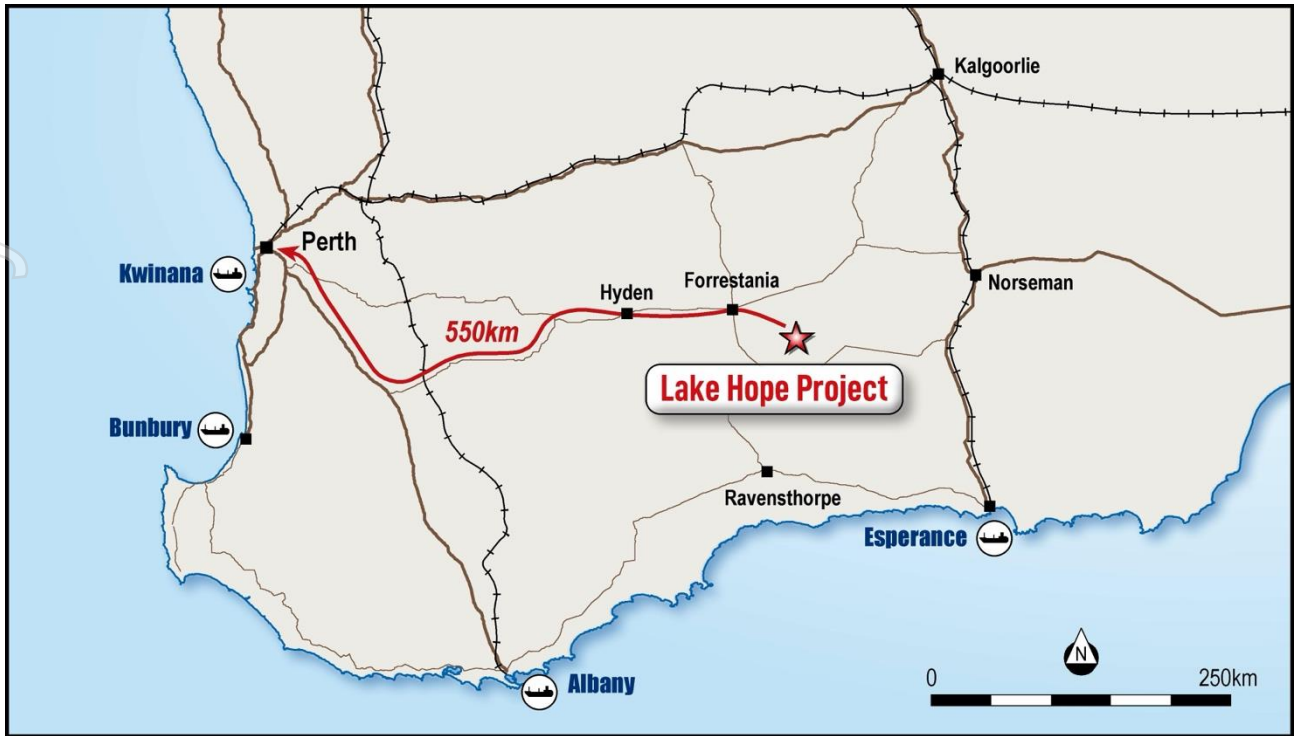 Kalgoorlie
Perth
Kwinana
Forrestania
Hyden
Norseman
550km
Lake Hope Project
Bunbury
Ravensthorpe
Esperance
Albany
N
0 250km